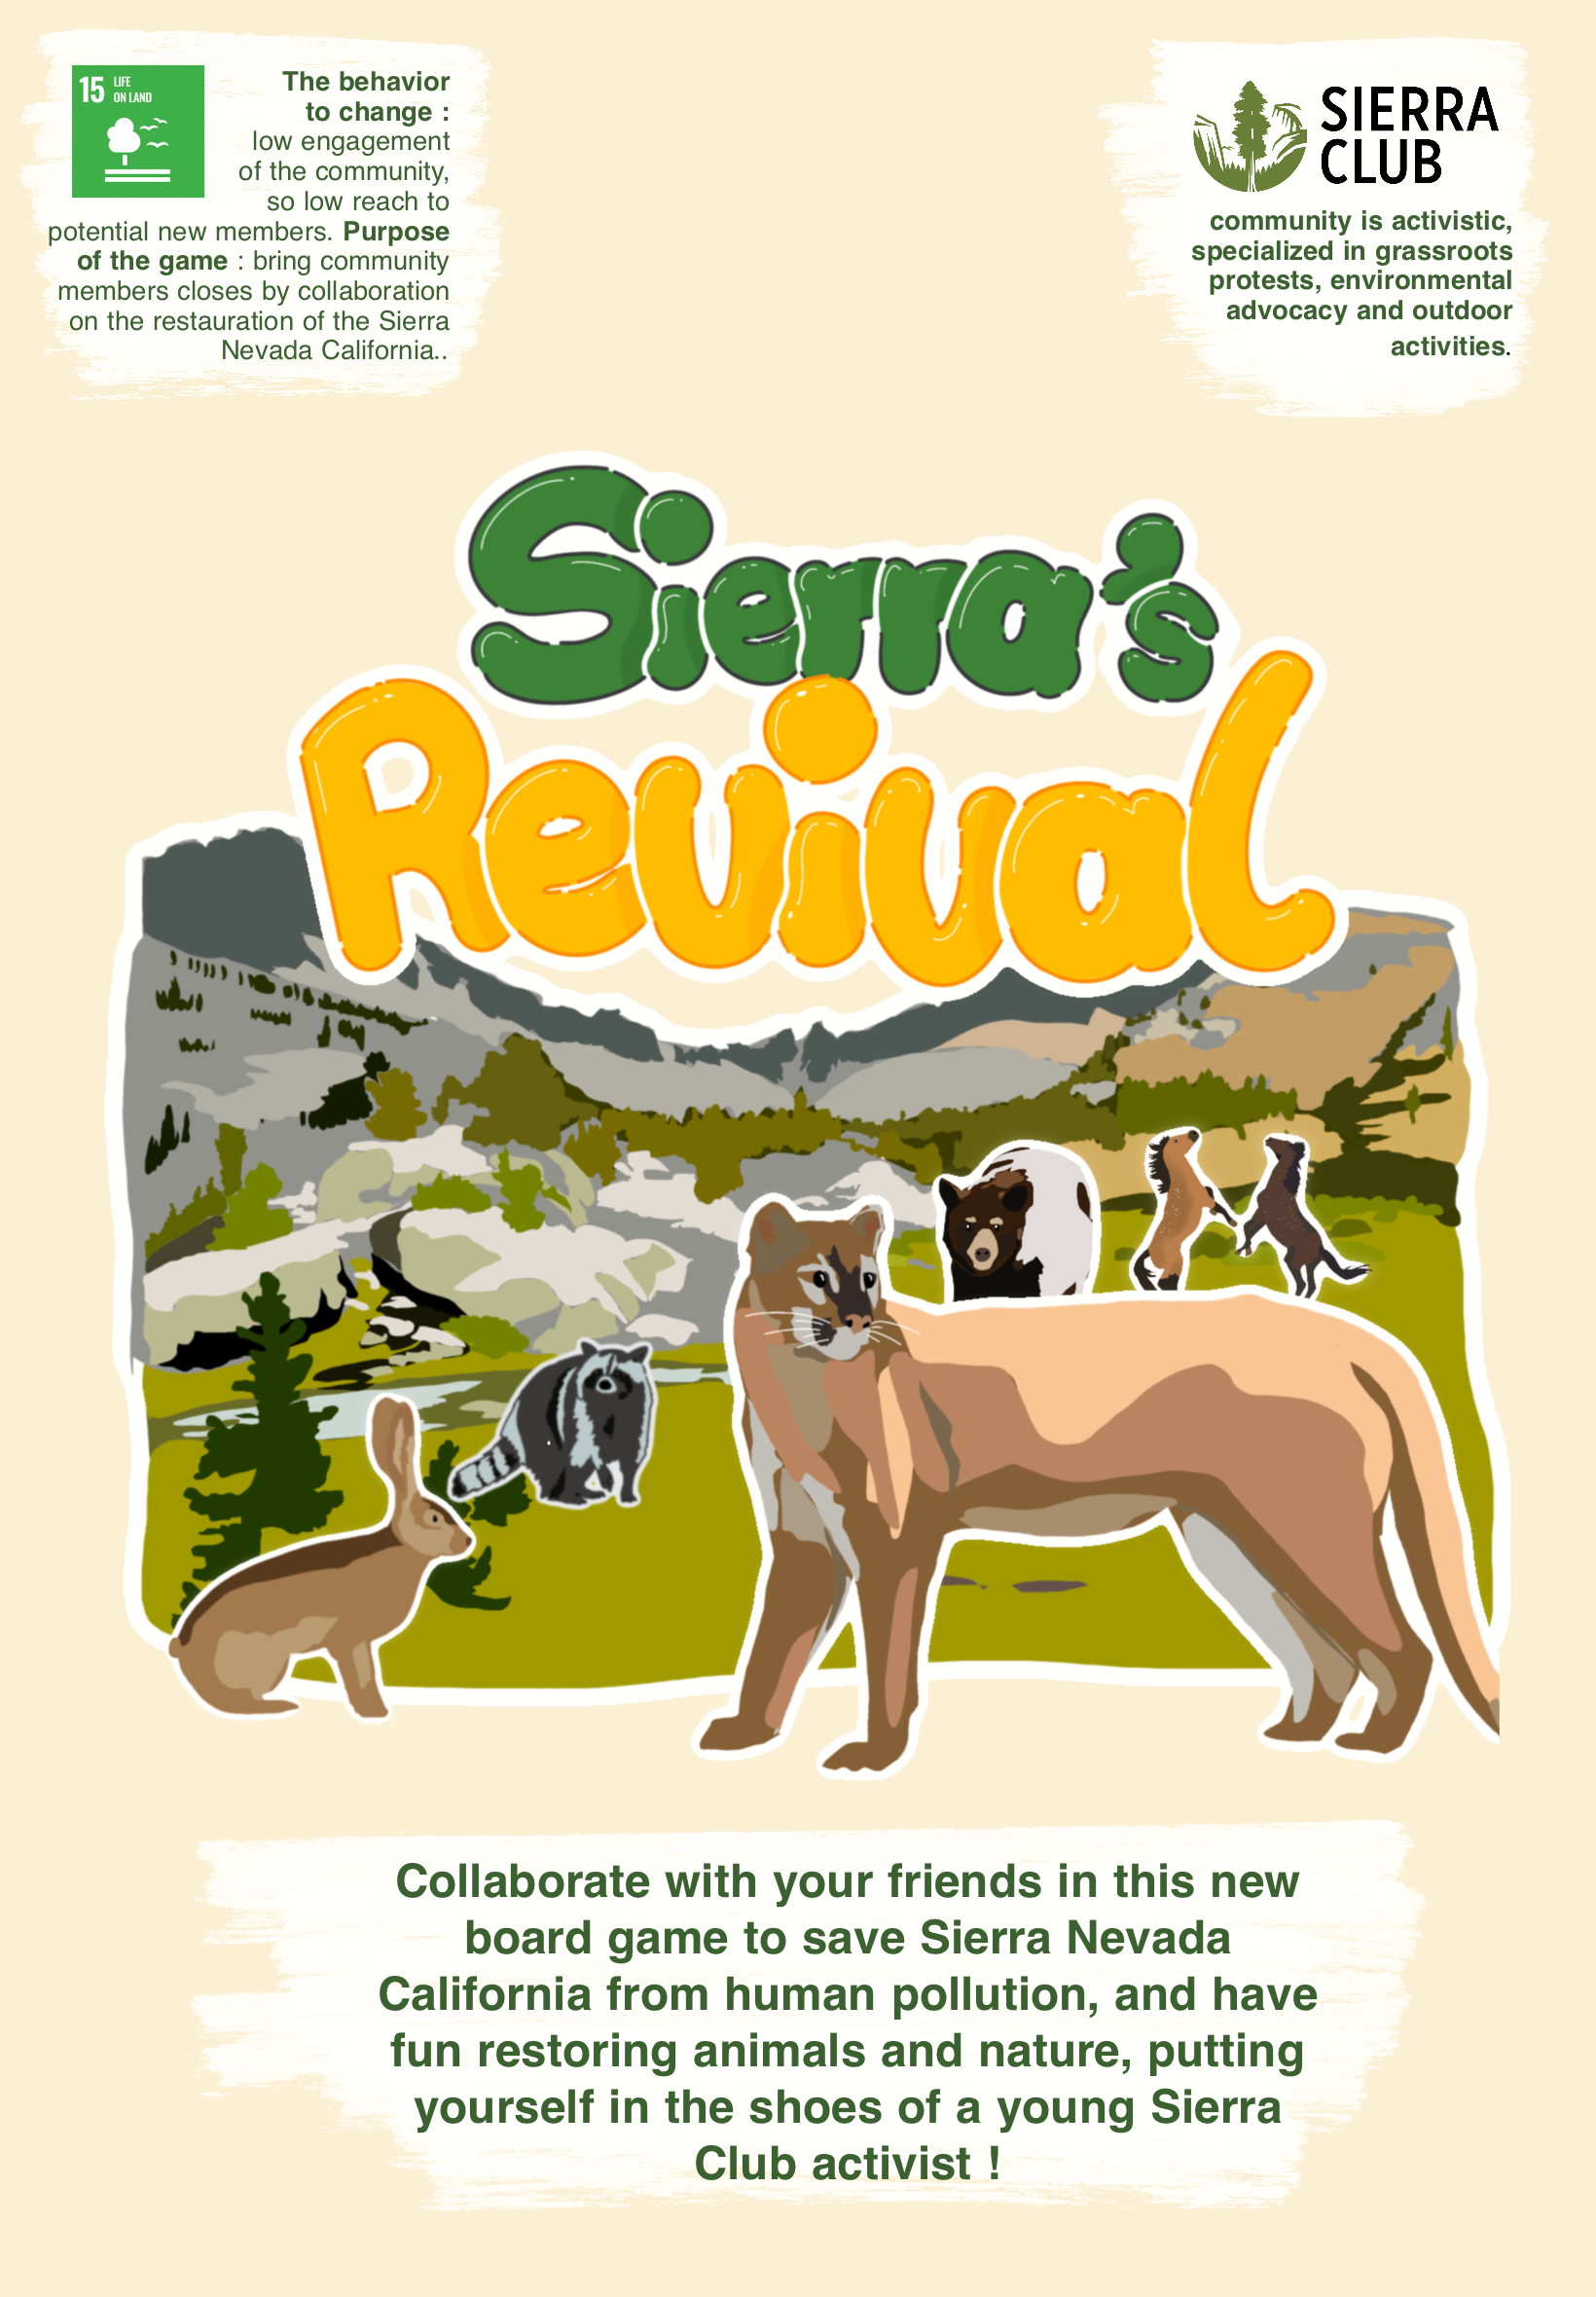 15 LIFE
ON LAND
The behavior
to change :
low engagement
of the community,
so low reach to
potential new members. Purpose
of the game : bring community
members closes by collaboration
on the restauration of the Sierra
Nevada California..
SIERRA
CLUB
community is activistic,
specialized in grassroots
protests, environmental
advocacy and outdoor
activities.
Sierra's
Revival
Collaborate with your friends in this new
board game to save Sierra Nevada
California from human pollution, and have
fun restoring animals and nature, putting
yourself in the shoes of a young Sierra
Club activist !